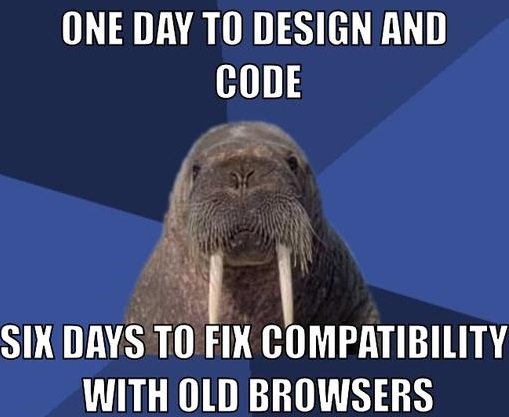 ONE DAY TO DESIGN AND
CODE
SIX DAYS TO FIX COMPATIBILITY
WITH OLD BROWSERS